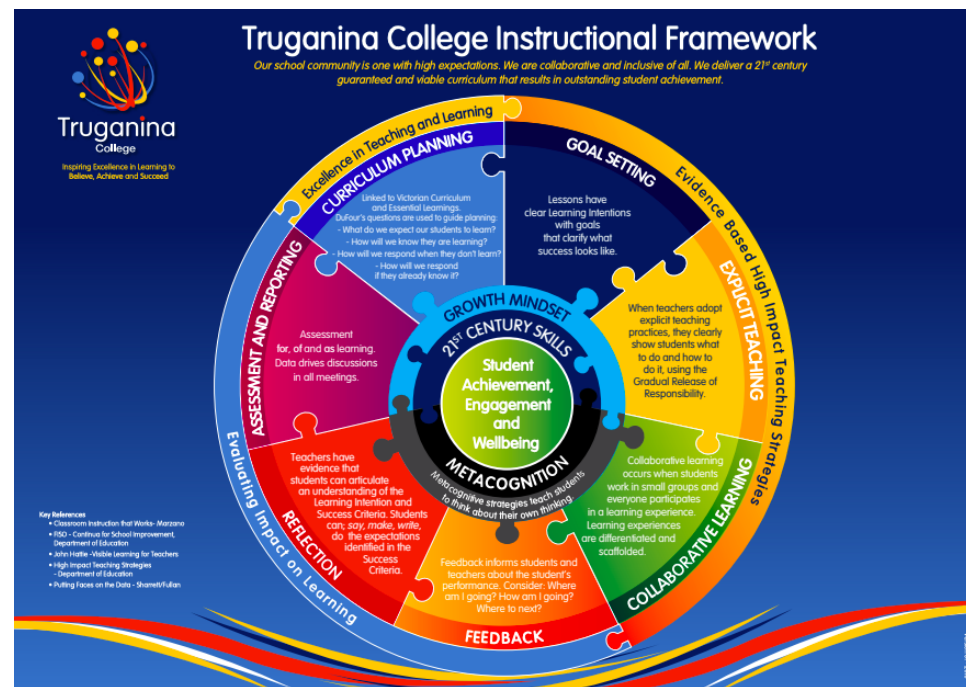 Truganina College Instructional Framework
Our school community is one with high expectations. We are collaborative and inclusive of all. We deliver a 21st century
guaranteed and viable curriculum that results in outstanding student achievement.
Truganina
College
Inspiring Excellence in Learning to
Believe, Achieve and Succeed
Excellence in Teaching and Learning
CURRICULUM PLANNING
Linked to Victorian Curriculum
and Essential Learnings.
DuFour's questions are used to guide planning:
- What do we expect our students to learn?
- How will we know they are learning?
- How will we respond when they don't learn?
- How will we respond
if they already know it?
GOAL SETTING
Lessons have
clear Learning Intentions
with goals
that clarify what
success looks like.
Evidence Based High Impact Teaching Strategies
EXPLICIT TEACHING
When teachers adopt
explicit teaching
practices, they clearly
show students what
to do and how to
do it, using the
Gradual Release of
Responsibility.
COLLABORATIVE LEARNING
Collaborative learning
occurs when students
work in small groups and
everyone participates
in a learning experience.
Learning experiences
are differentiated and
scaffolded.
FEEDBACK
Feedback informs students and
teachers about the student's
performance. Consider: Where
am I going? How am I going?
Where to next?
REFLECTION
Teachers have
evidence that
students can articulate
an understanding of the
Learning Intention and
Success Criteria. Students
can; say, make, write,
do the expectations
identified in the
Success
Criteria.
Evaluating Impact on Learning
ASSESSMENT AND REPORTING
Assessment
for, of and as learning.
Data drives discussions
in all meetings.
GROWTH MINDSET
21ST CENTURY SKILLS
Student
Achievement,
Engagement
and
Wellbeing
METACOGNITION
Metacognitive strategies teach students
to think about their own thinking.
Key References
• Classroom Instruction that Works- Marzano
• FISO - Continua for School Improvement,
Department of Education
• John Hattie -Visible Learning for Teachers
• High Impact Teaching Strategies
- Department of Education
• Putting Faces on the Data - Sharrett/Fullan